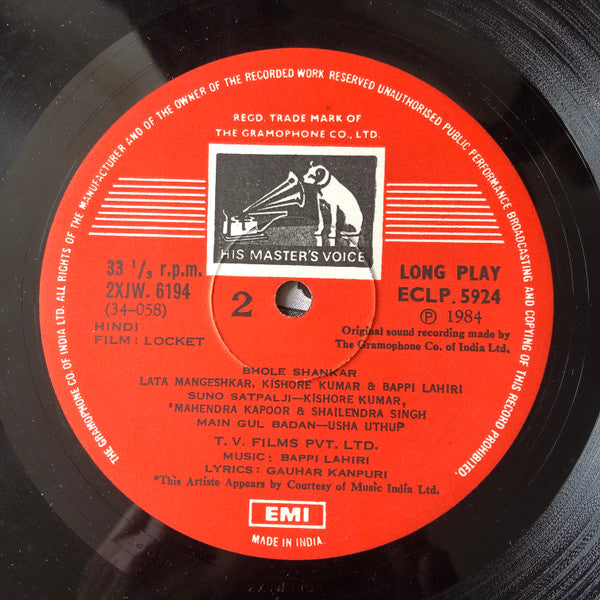 THE GRAMOPHONE CO. OF INDIA LTD. ALL RIGHTS OF THE MANUFACTURER AND OF THE OWNER OF THE RECORDED WORK RESERVED UNAUTHORISED PUBLIC PERFORMANCE BROADCASTING AND COPYING OF THIS RECORD PROHIBITED.
REGD. TRADE MARK OF
THE GRAMOPHONE CO., LTD.
HIS MASTER'S VOICE
33 1/3 r.p.m.
2XJW. 6194
(34-058)
HINDI
FILM: LOCKET
2
LONG PLAY
ECLP. 5924
℗ 1984
Original sound recording made by
The Gramophone Co. of India Ltd.
BHOLE SHANKAR
LATA MANGESHKAR, KISHORE KUMAR & BAPPI LAHIRI
SUNO SATPALJI—KISHORE KUMAR,
*MAHENDRA KAPOOR & SHAILENDRA SINGH
MAIN GUL BADAN—USHA UTHUP
T. V. FILMS PVT. LTD.
MUSIC: BAPPI LAHIRI
LYRICS: GAUHAR KANPURI
*This Artiste Appears by Courtesy of Music India Ltd.
EMI
MADE IN INDIA.